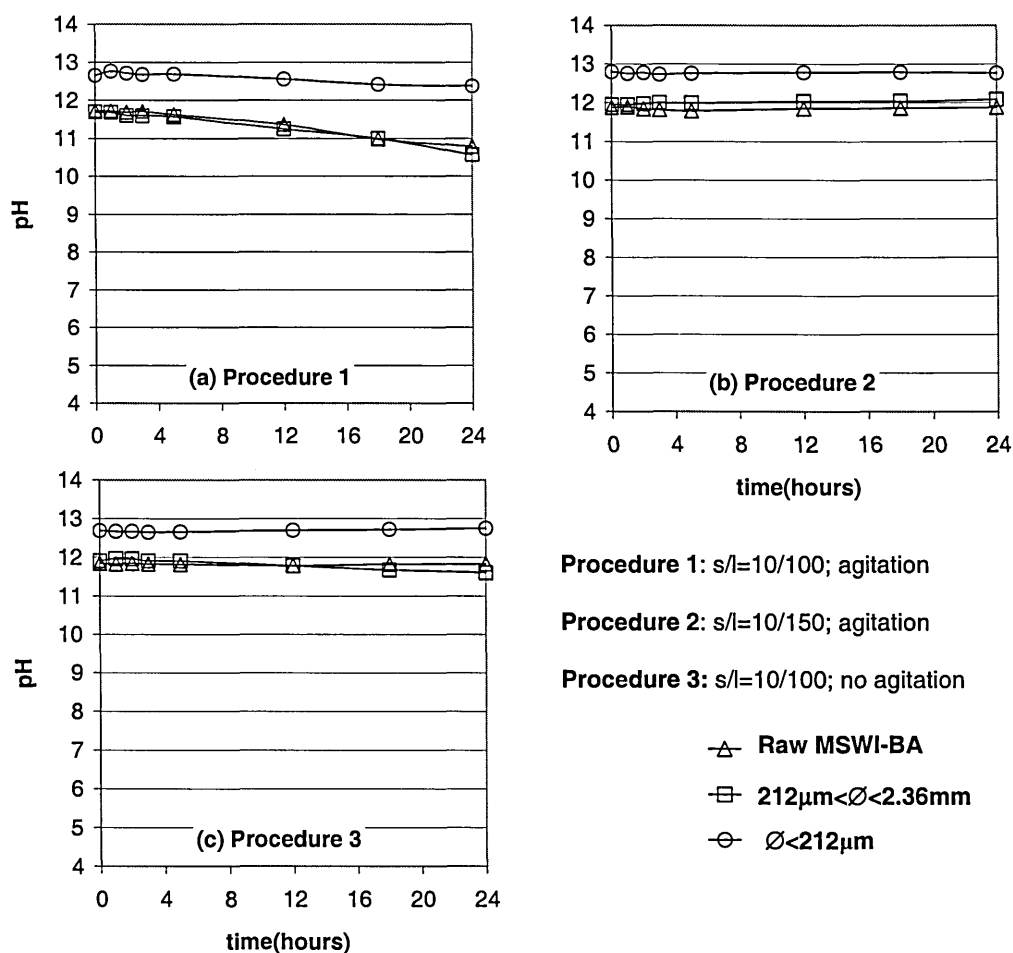 14
13
12
11
10
9
8
7
6
5
4
pH
(a) Procedure 1
0 4 8 12 16 20 24
14
13
12
11
10
9
8
7
6
5
4
(b) Procedure 2
0 4 8 12 16 20 24
time(hours)
14
13
12
11
10
9
8
7
6
5
4
pH
(c) Procedure 3
0 4 8 12 16 20 24
time(hours)
Procedure 1: s/l=10/100; agitation
Procedure 2: s/l=10/150; agitation
Procedure 3: s/l=10/100; no agitation
Raw MSWI-BA
212μm<Ø<2.36mm
Ø<212μm